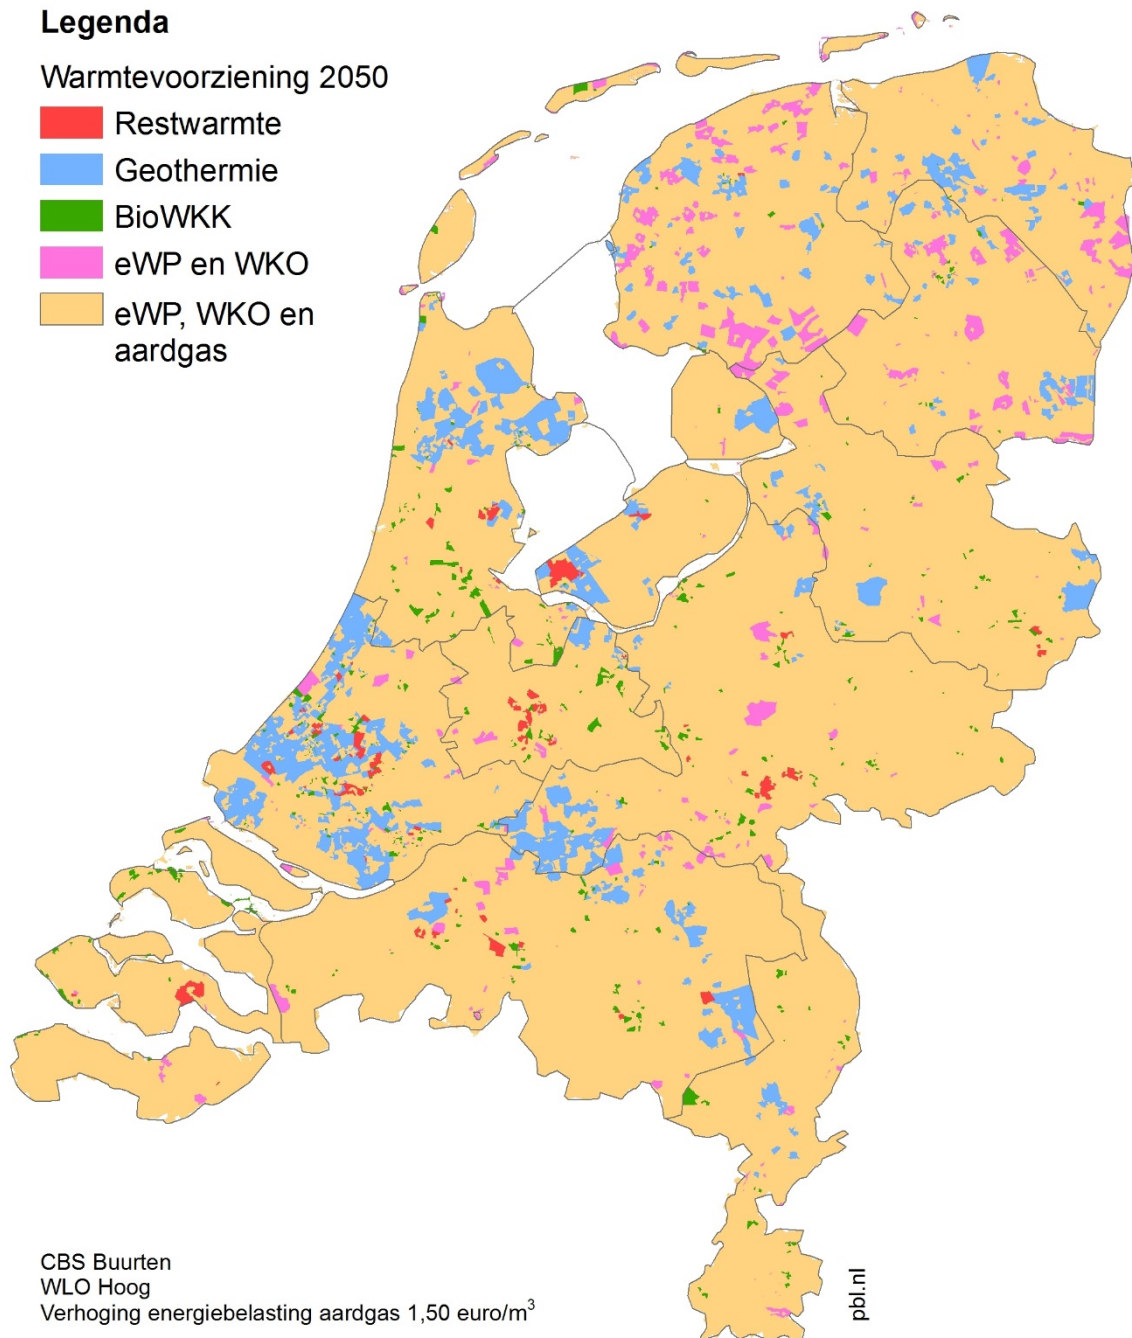 Legenda
Warmtevoorziening 2050
Restwarmte
Geothermie
BioWKK
eWP en WKO
eWP, WKO en
aardgas
CBS Buurten
WLO Hoog
Verhoging energiebelasting aardgas 1,50 euro/m³
pbl.nl